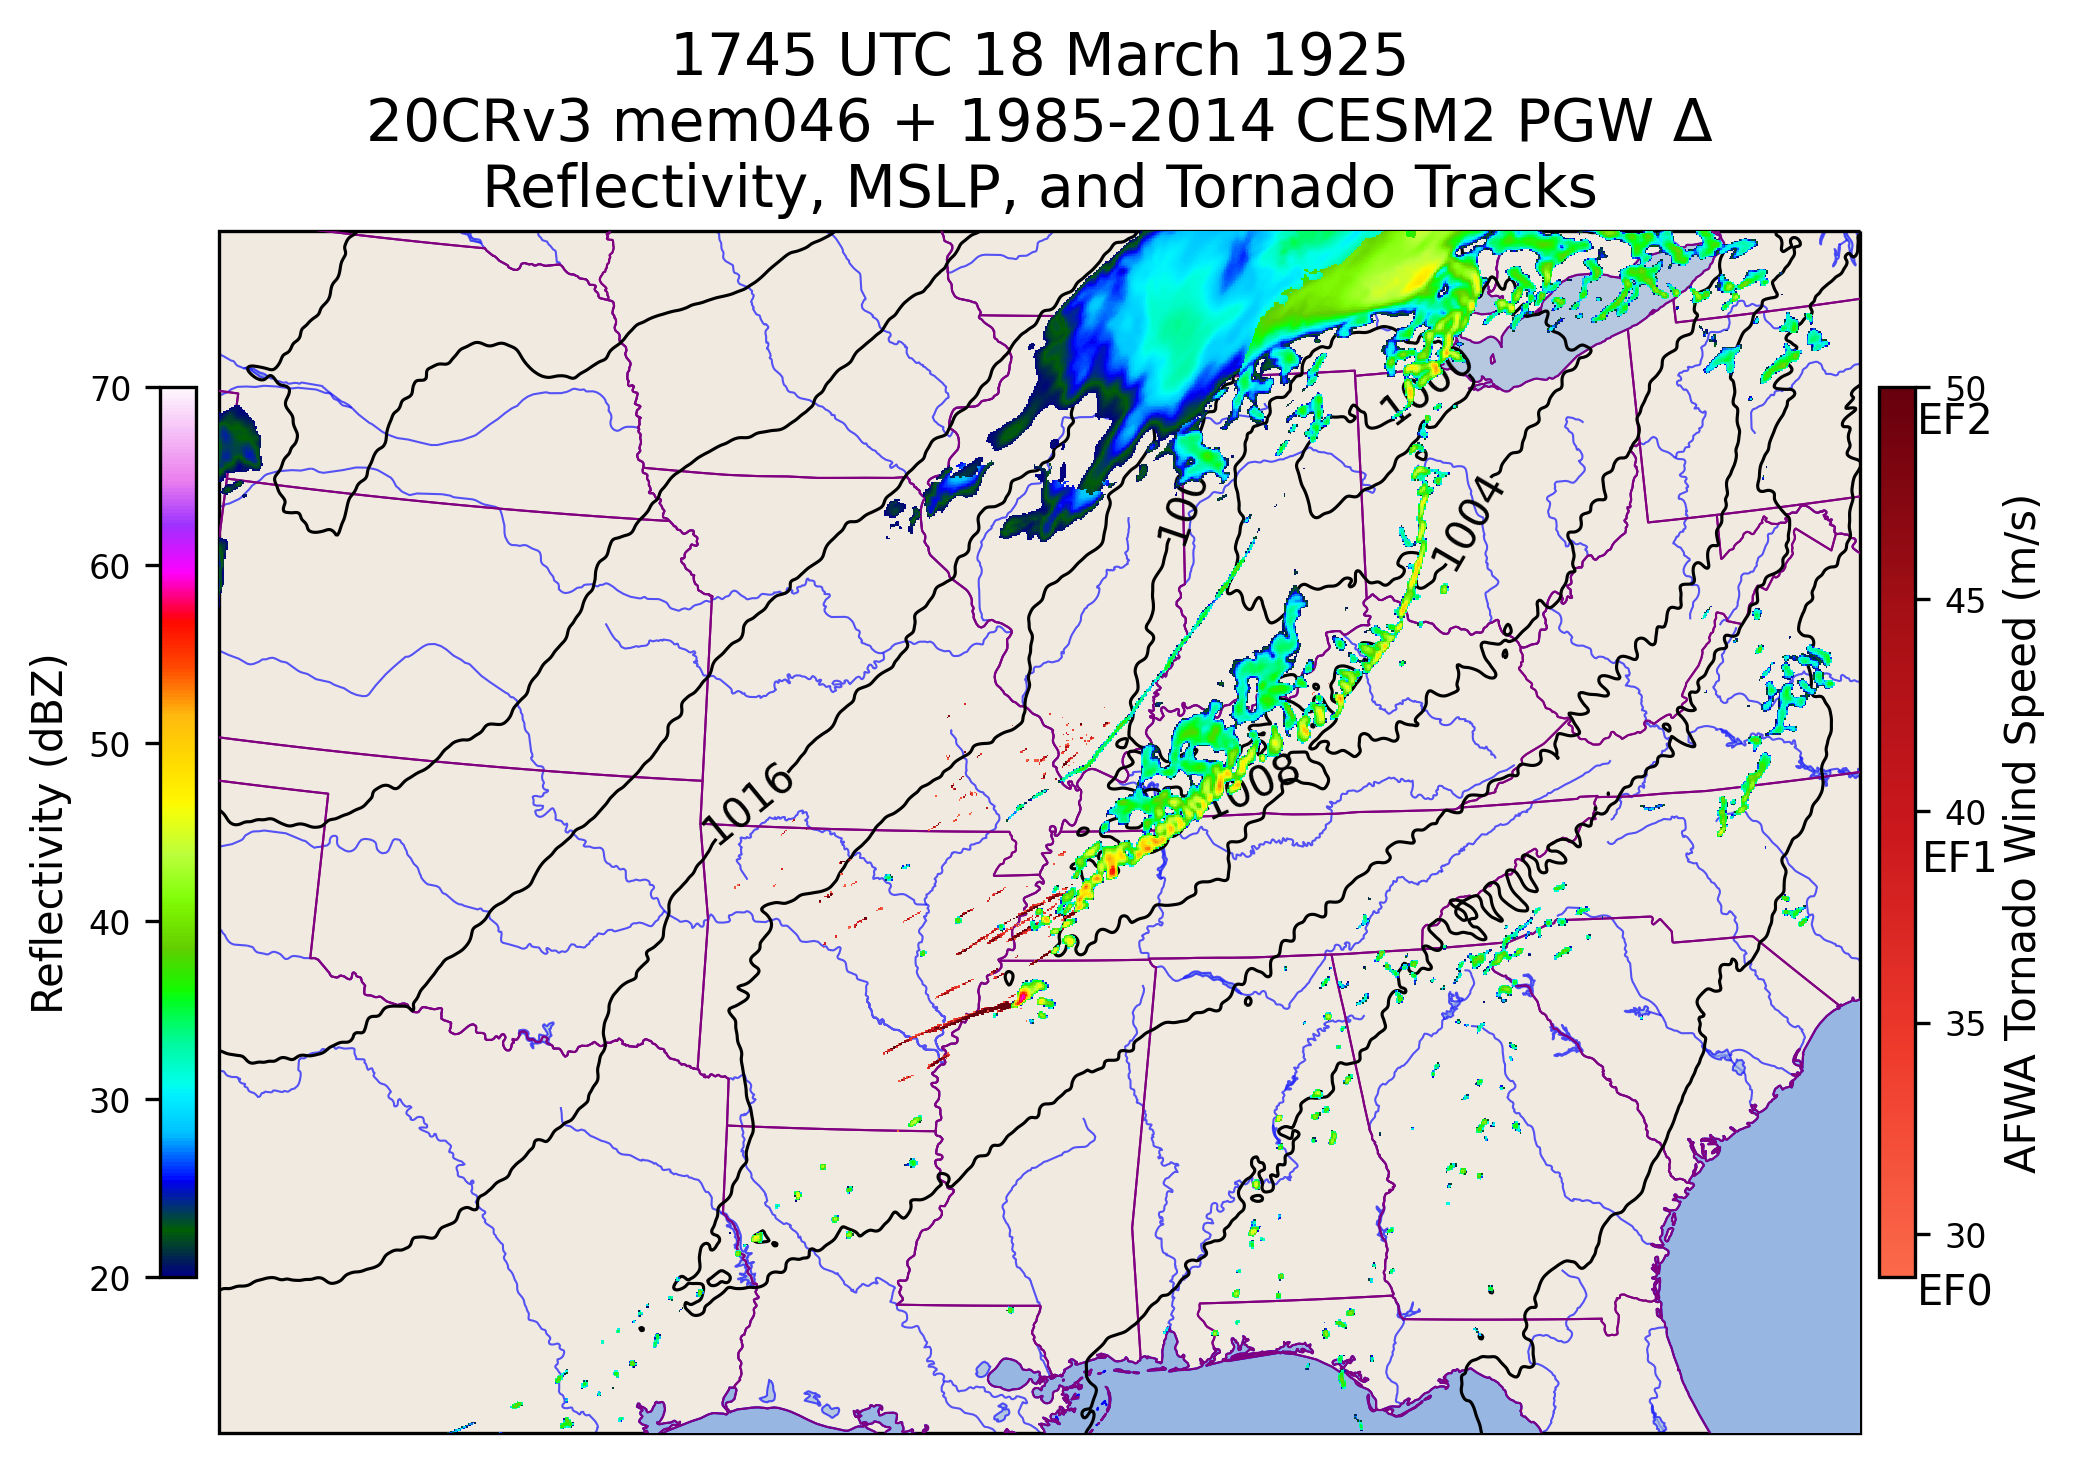 1745 UTC 18 March 1925
20CRv3 mem046 + 1985-2014 CESM2 PGW Δ
Reflectivity, MSLP, and Tornado Tracks
Reflectivity (dBZ)
70
60
50
40
30
20
1000
100
1004
1016
1008
50
EF2
45
40
EF1
35
30
EF0
AFWA Tornado Wind Speed (m/s)